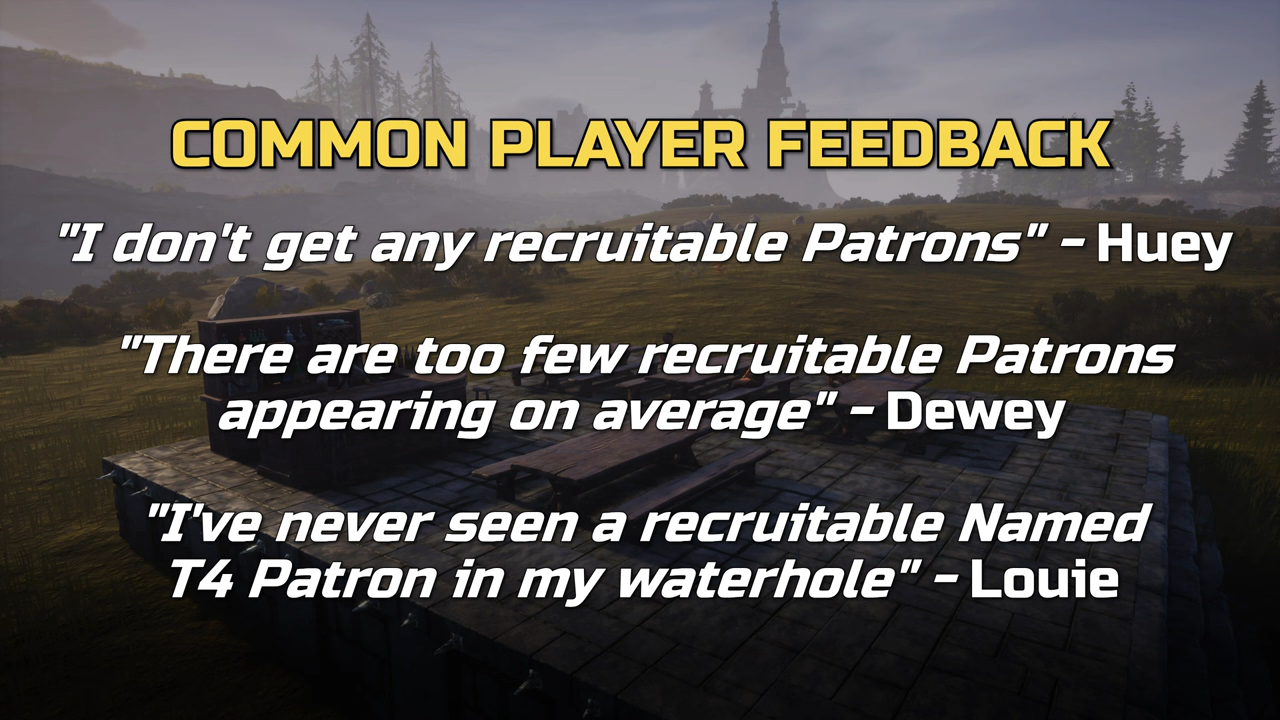 COMMON PLAYER FEEDBACK
"I don't get any recruitable Patrons" - Huey
"There are too few recruitable Patrons
appearing on average" - Dewey
"I've never seen a recruitable Named
T4 Patron in my waterhole" - Louie